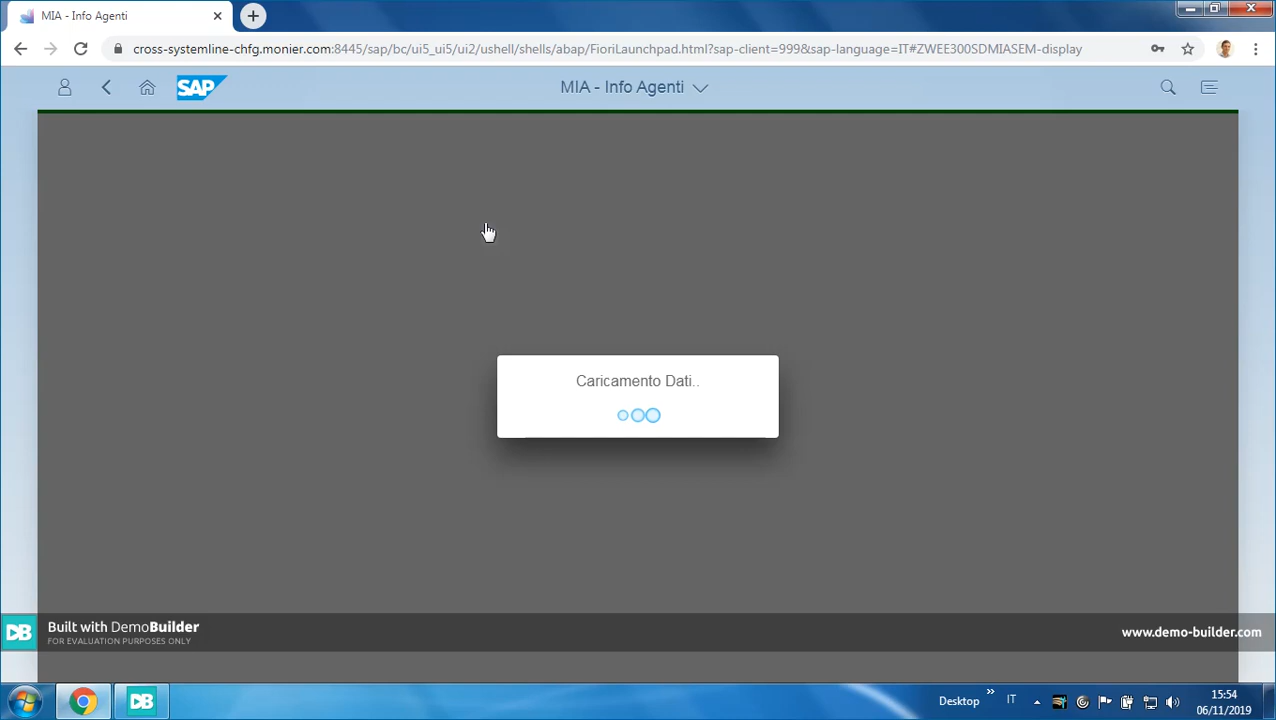 MIA - Info Agenti
cross-systemline-chfg.monier.com:8445/sap/bc/ui5_ui5/ui2/ushell/shells/abap/FioriLaunchpad.html?sap-client=999&sap-language=IT#ZWEE300SDMIASEM-display
SAP
MIA - Info Agenti
Caricamento Dati..
DB
Built with DemoBuilder
FOR EVALUATION PURPOSES ONLY
www.demo-builder.com
DB
Desktop
IT
15:54
06/11/2019